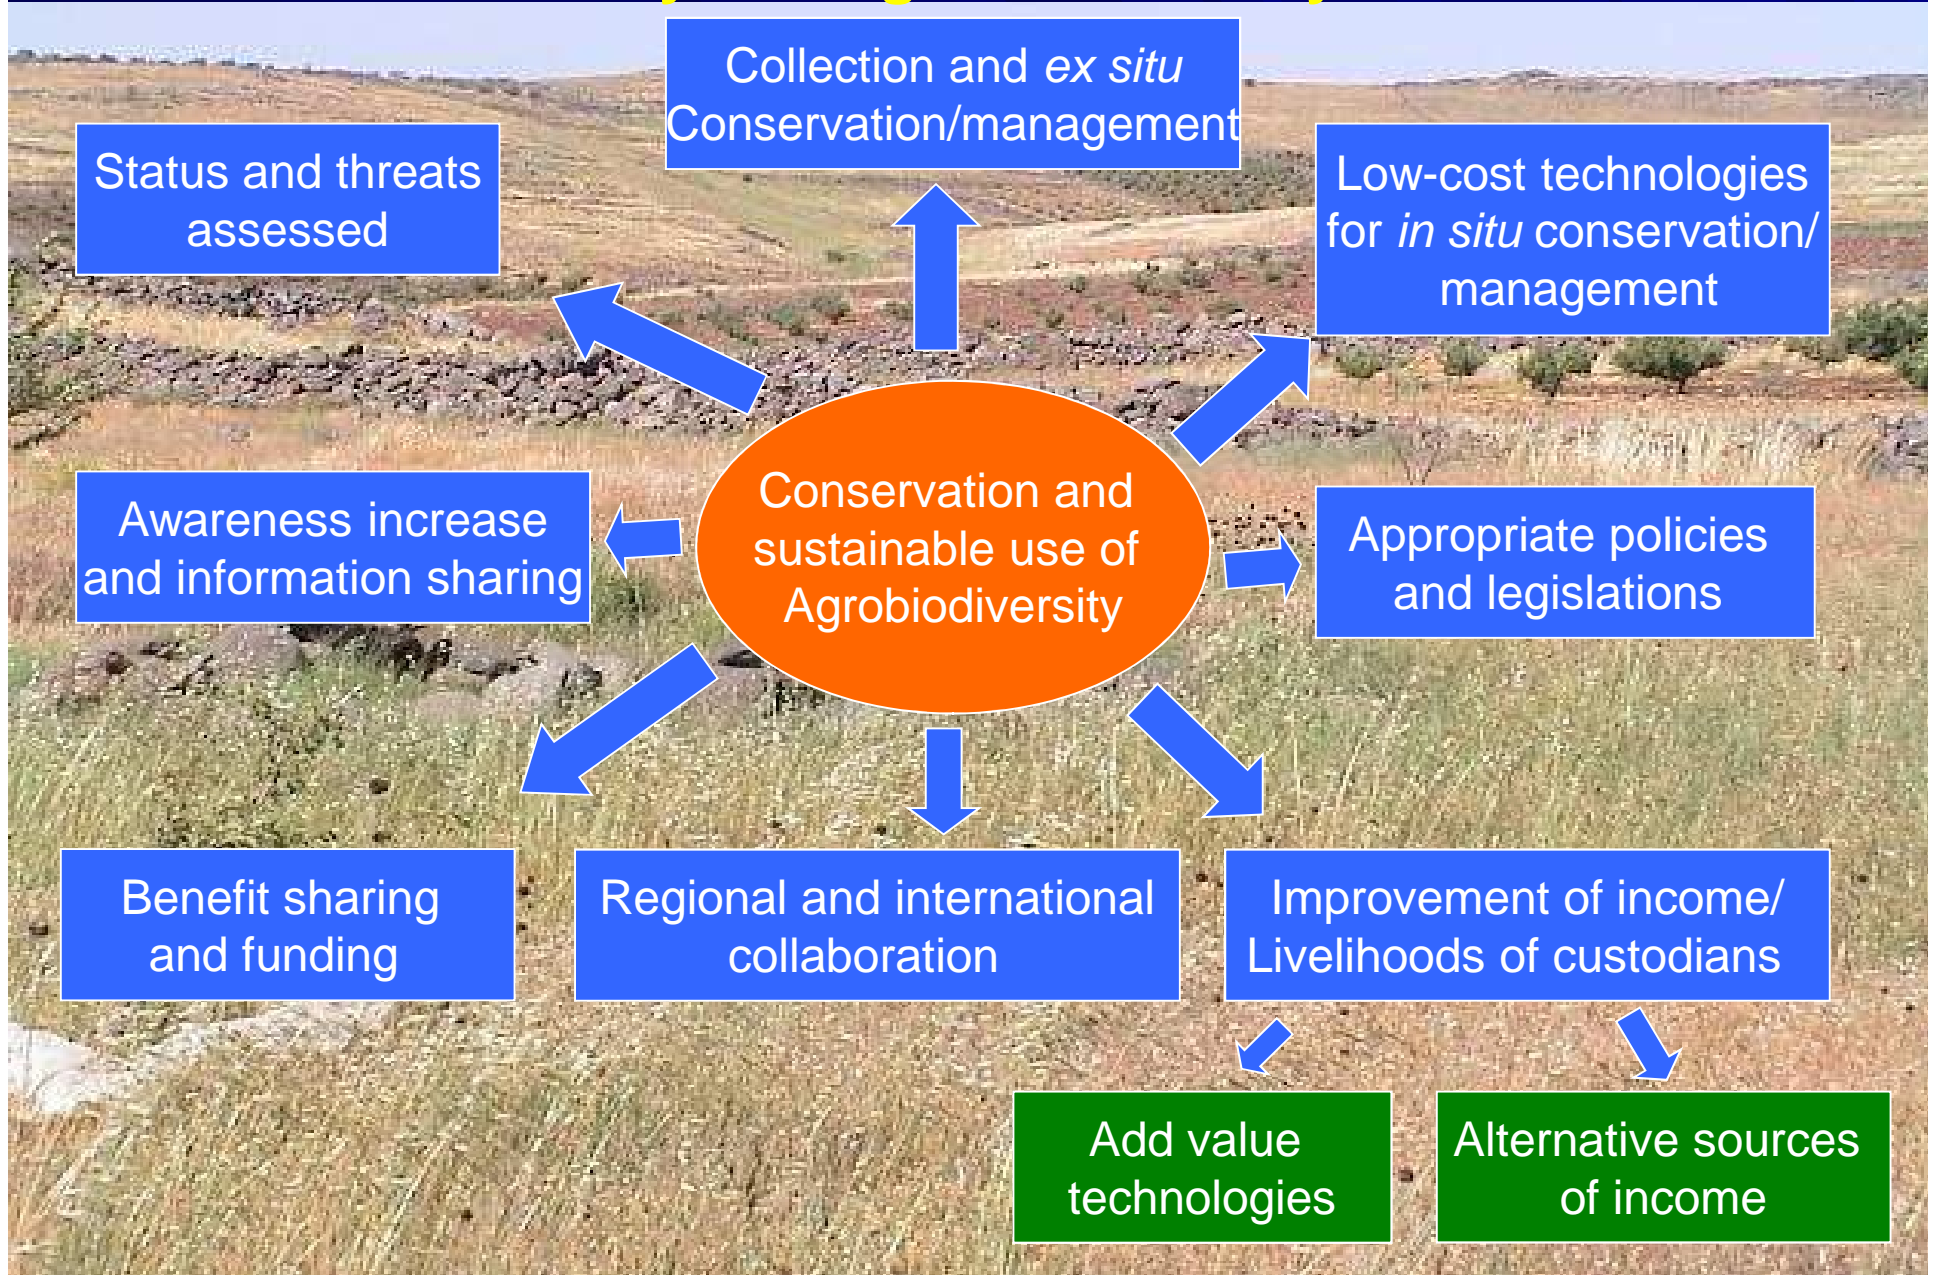 Collection and ex situ
Conservation/management
Status and threats
assessed
Low-cost technologies
for in situ conservation/
management
Conservation and
sustainable use of
Agrobiodiversity
Awareness increase
and information sharing
Appropriate policies
and legislations
Benefit sharing
and funding
Regional and international
collaboration
Improvement of income/
Livelihoods of custodians
Add value
technologies
Alternative sources
of income